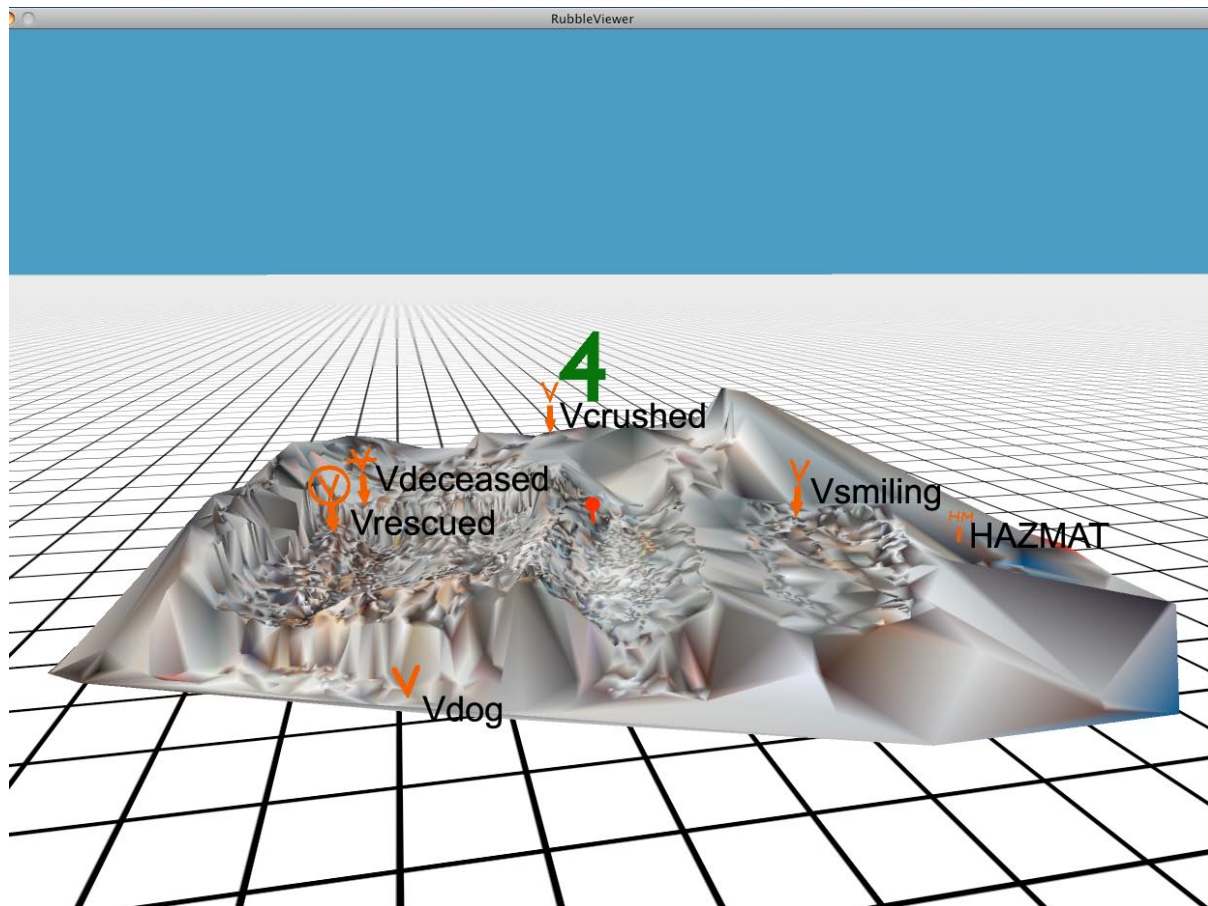 RubbleViewer
4
V
Vcrushed
V
Vdeceased
V
Vsmiling
V
Vrescued
HM
HAZMAT
V
Vdog